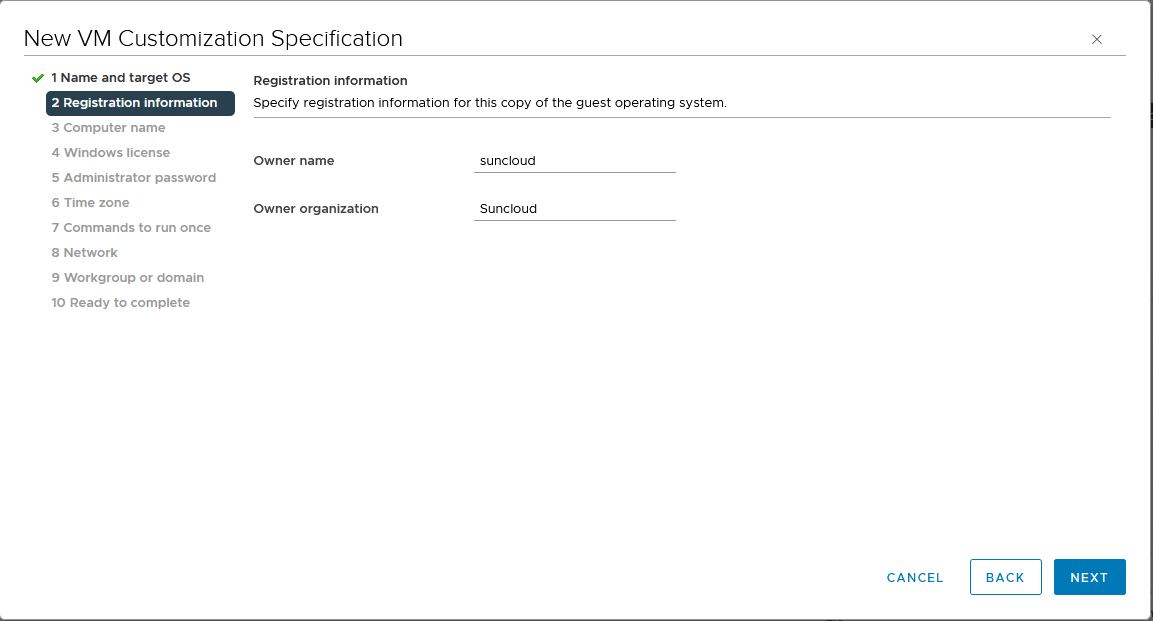 New VM Customization Specification
1 Name and target OS
2 Registration information
3 Computer name
4 Windows license
5 Administrator password
6 Time zone
7 Commands to run once
8 Network
9 Workgroup or domain
10 Ready to complete
Registration information
Specify registration information for this copy of the guest operating system.
Owner name suncloud
Owner organization Suncloud
CANCEL BACK NEXT